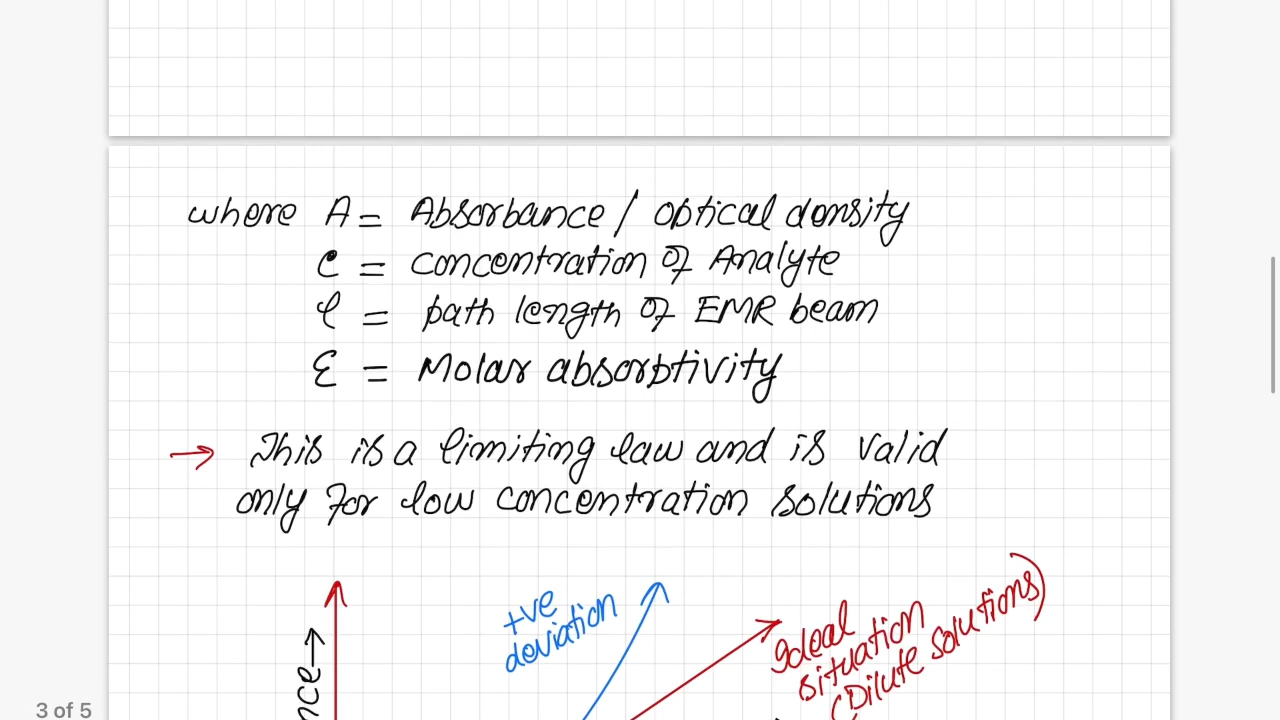 where A = Absorbance / optical density
c = concentration of Analyte
l = path length of EMR beam
ε = Molar absorptivity
→ This is a limiting law and is valid
only for low concentration solutions
+ve
deviation
Ideal
situation
(Dilute solutions)
nce→
3 of 5